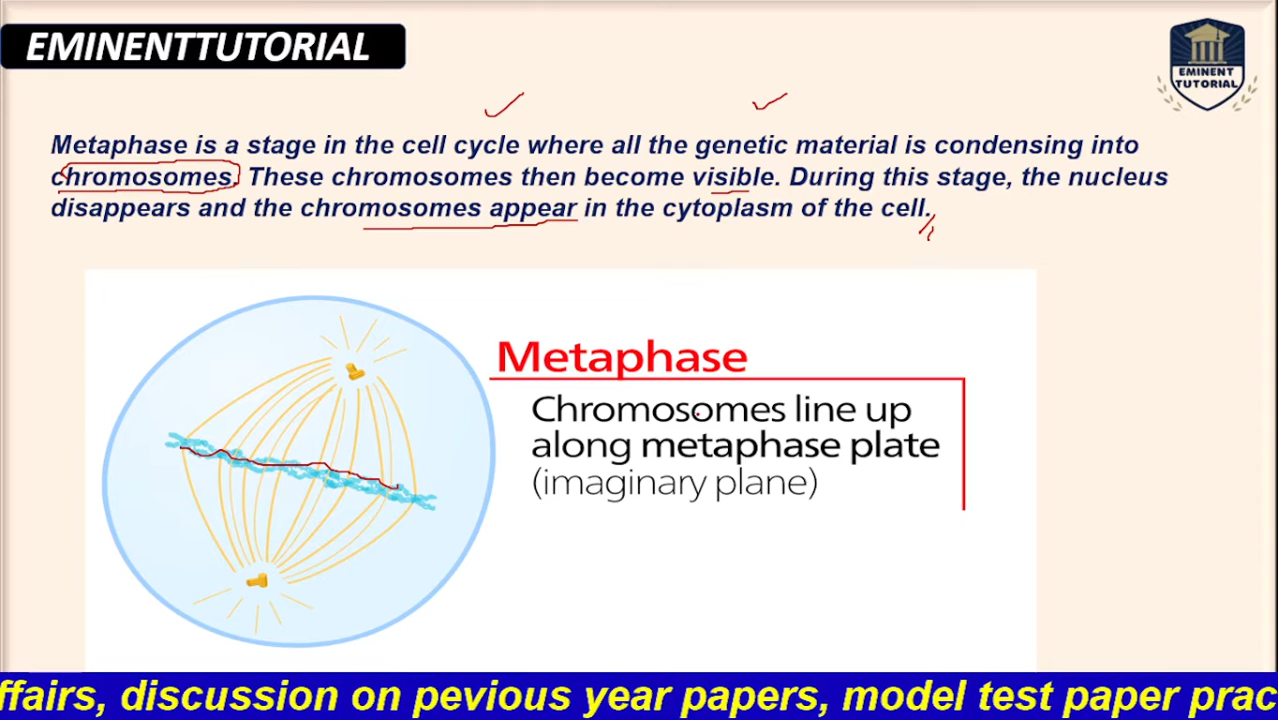 EMINENTTUTORIAL
EMINENT
TUTORIAL
Metaphase is a stage in the cell cycle where all the genetic material is condensing into
chromosomes. These chromosomes then become visible. During this stage, the nucleus
disappears and the chromosomes appear in the cytoplasm of the cell.
Metaphase
Chromosomes line up
along metaphase plate
(imaginary plane)
ffairs, discussion on pevious year papers, model test paper prac